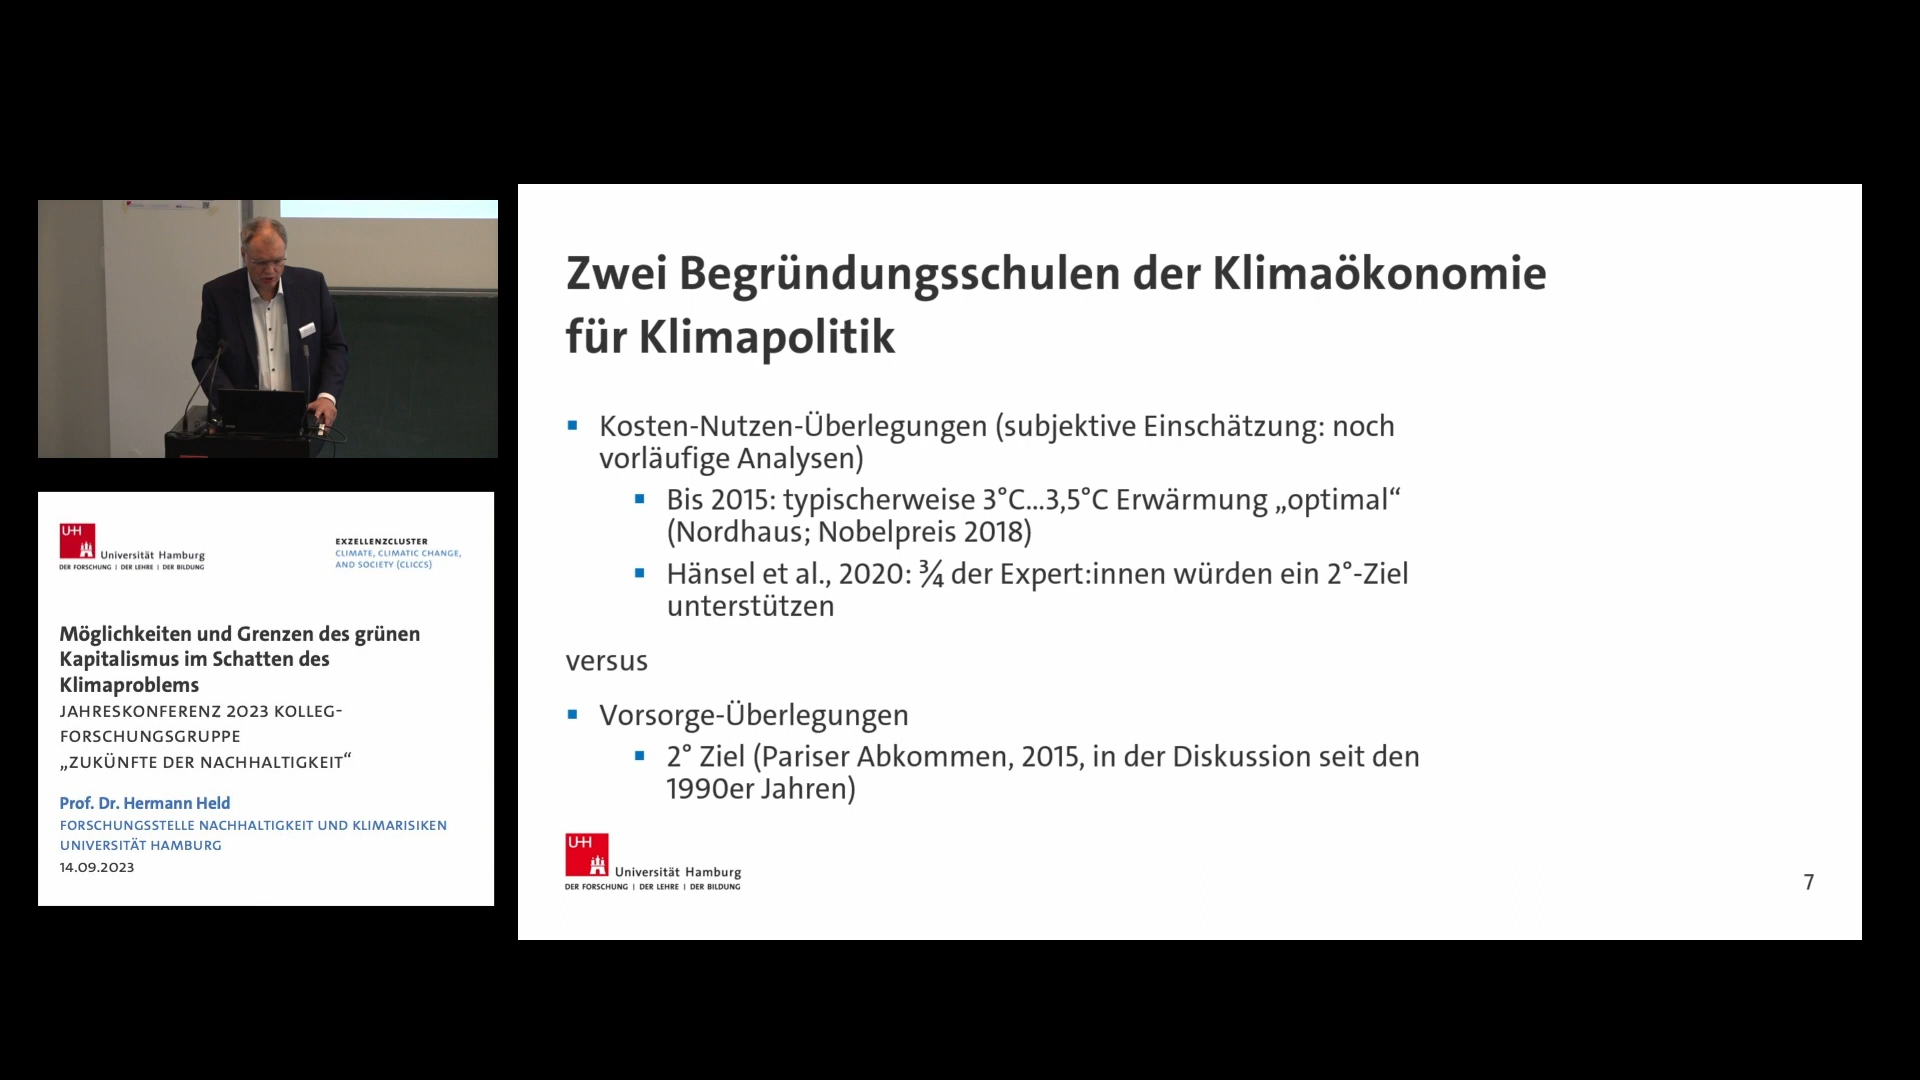 Zwei Begründungsschulen der Klimaökonomie
für Klimapolitik
Kosten-Nutzen-Überlegungen (subjektive Einschätzung: noch
vorläufige Analysen)
Bis 2015: typischerweise 3°C...3,5°C Erwärmung „optimal“
(Nordhaus; Nobelpreis 2018)
Hänsel et al., 2020: ¾ der Expert:innen würden ein 2°-Ziel
unterstützen
versus
Vorsorge-Überlegungen
2° Ziel (Pariser Abkommen, 2015, in der Diskussion seit den
1990er Jahren)
UH
Universität Hamburg
DER FORSCHUNG | DER LEHRE | DER BILDUNG
7
UH
Universität Hamburg
DER FORSCHUNG | DER LEHRE | DER BILDUNG
EXZELLENZCLUSTER
CLIMATE, CLIMATIC CHANGE,
AND SOCIETY (CLICCS)
Möglichkeiten und Grenzen des grünen
Kapitalismus im Schatten des
Klimaproblems
JAHRESKONFERENZ 2023 KOLLEG-
FORSCHUNGSGRUPPE
„ZUKÜNFTE DER NACHHALTIGKEIT“
Prof. Dr. Hermann Held
FORSCHUNGSSTELLE NACHHALTIGKEIT UND KLIMARISIKEN
UNIVERSITÄT HAMBURG
14.09.2023